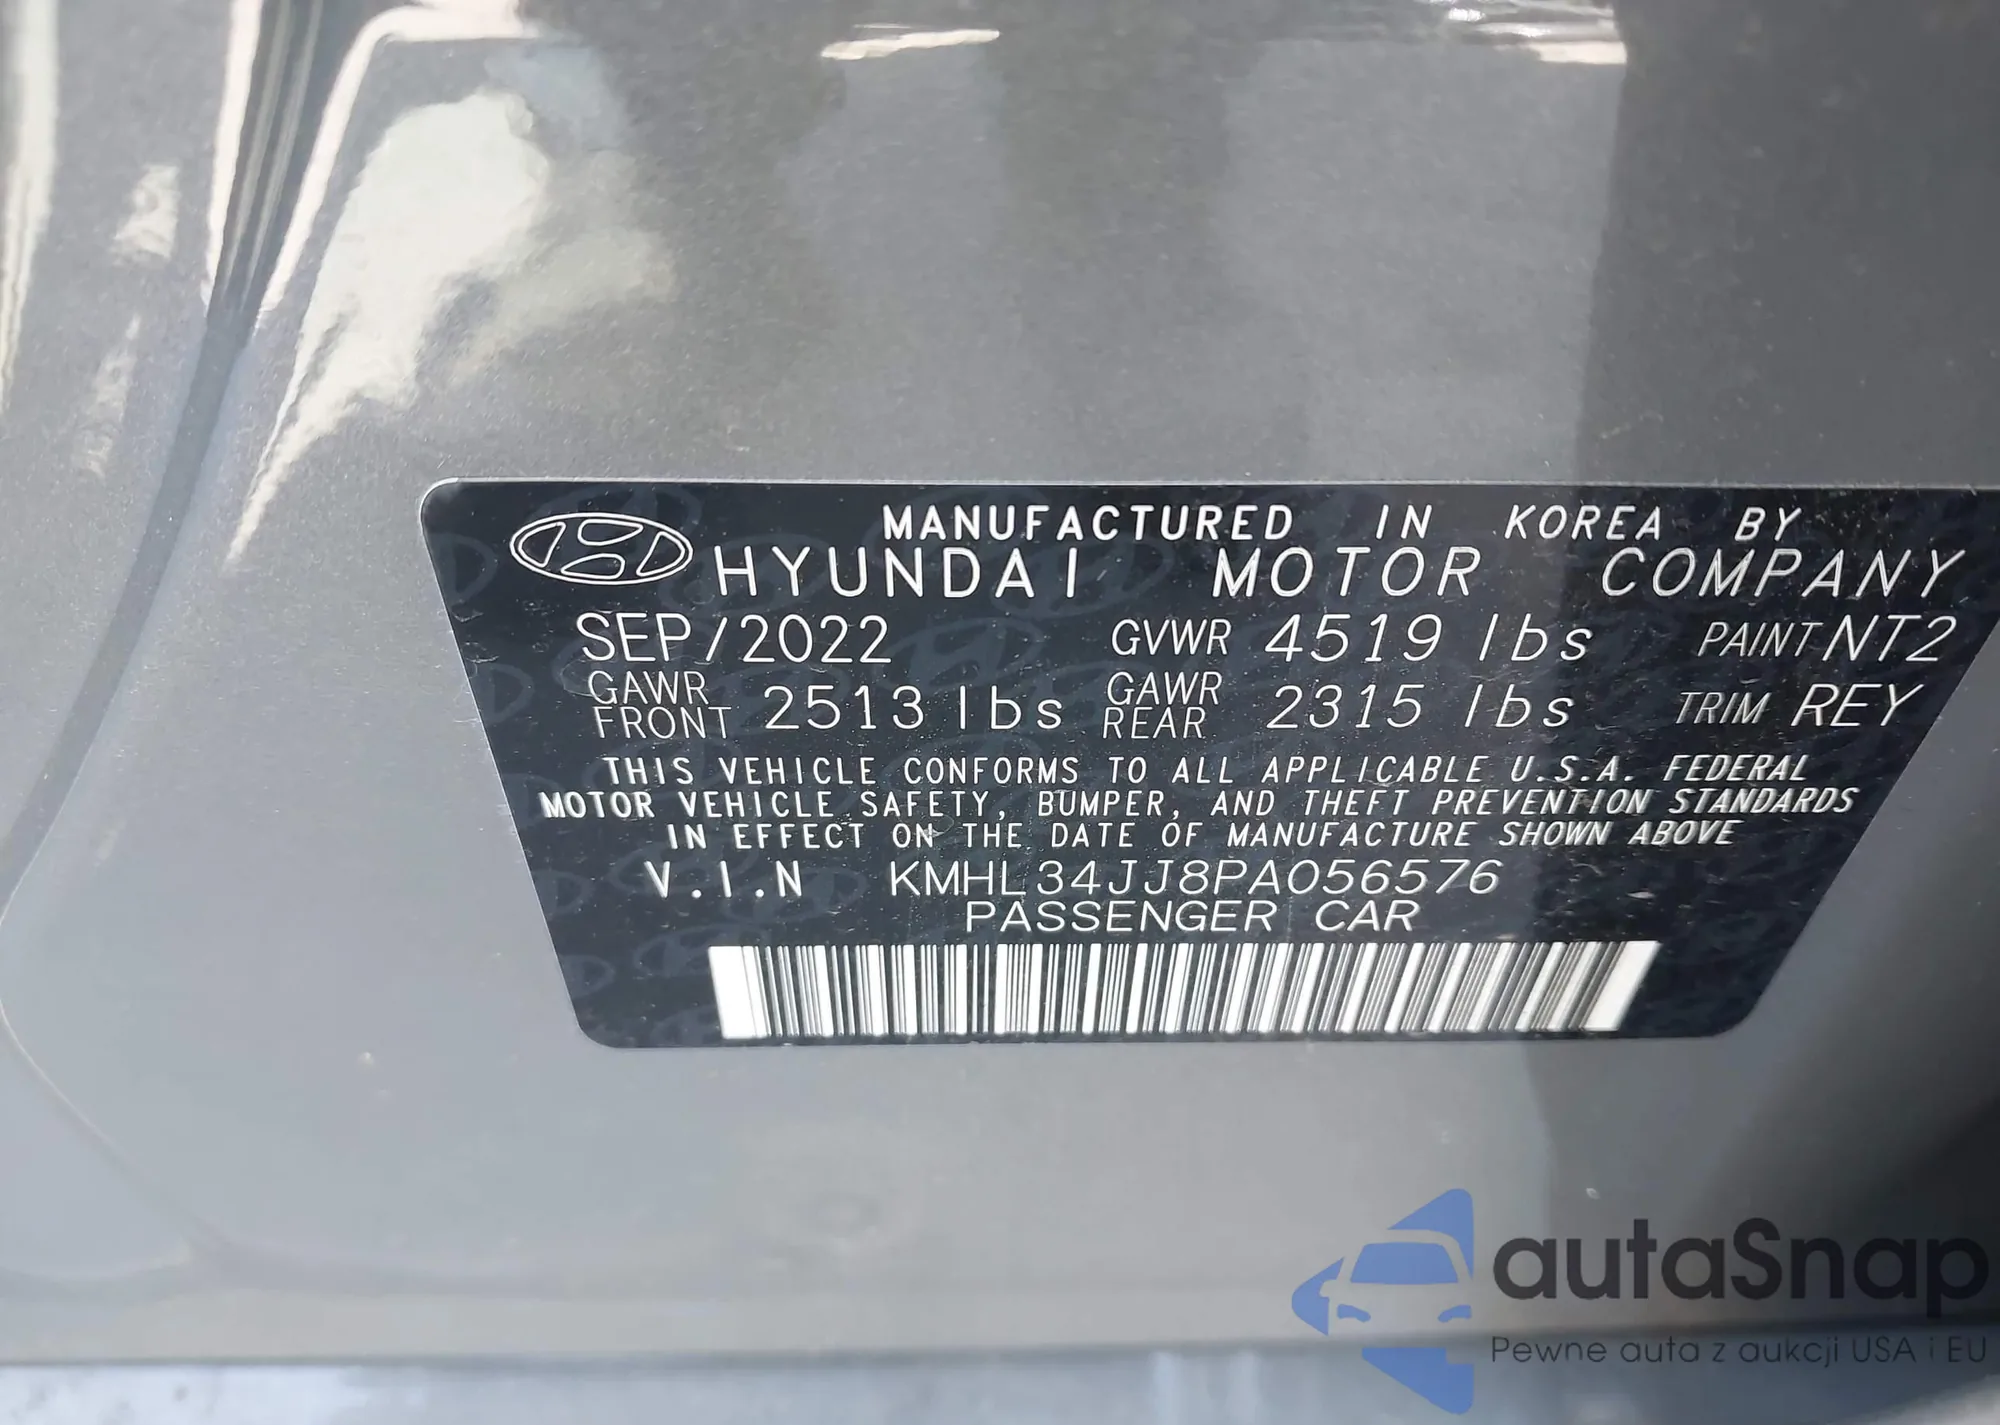 MANUFACTURED IN KOREA BY
HYUNDAI MOTOR COMPANY
SEP/2022 GVWR 4519 lbs PAINT NT2
GAWR FRONT 2513 lbs GAWR REAR 2315 lbs TRIM REY
THIS VEHICLE CONFORMS TO ALL APPLICABLE U.S.A. FEDERAL
MOTOR VEHICLE SAFETY, BUMPER, AND THEFT PREVENTION STANDARDS
IN EFFECT ON THE DATE OF MANUFACTURE SHOWN ABOVE
V.I.N KMHL34JJ8PA056576
PASSENGER CAR
autaSnap
Pewne auta z aukcji USA i EU